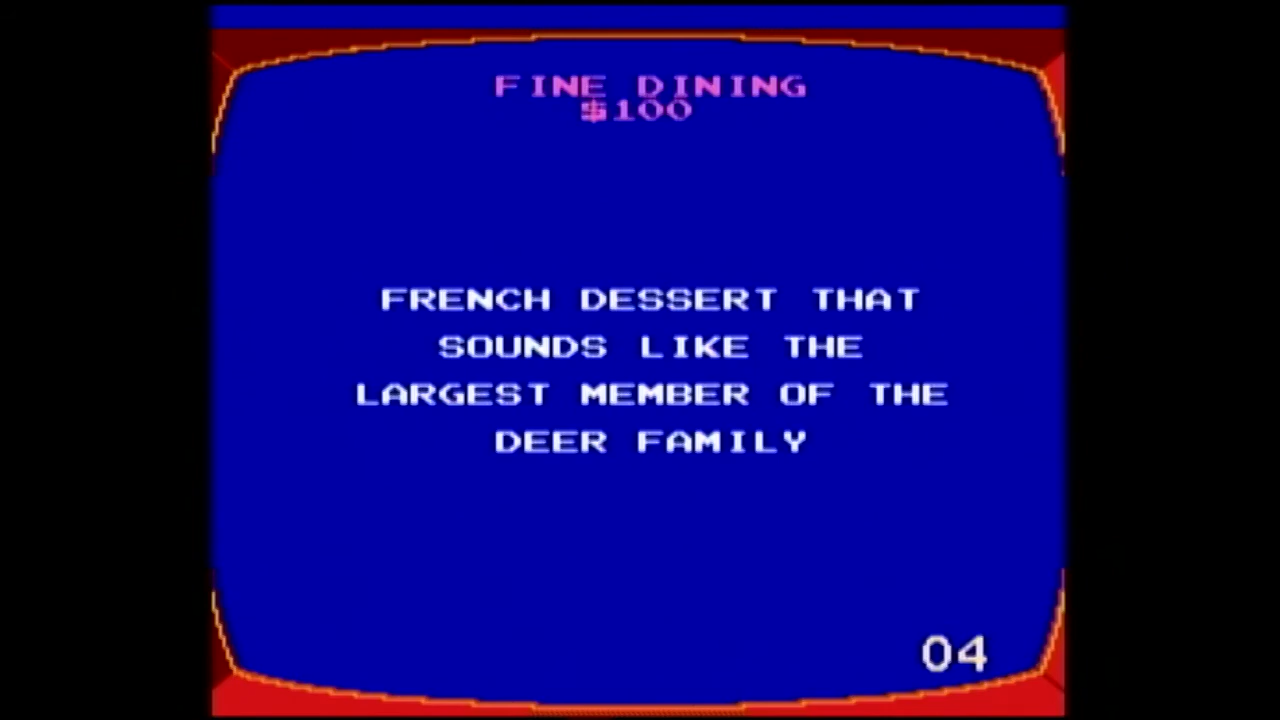 FINE DINING
$100
FRENCH DESSERT THAT
SOUNDS LIKE THE
LARGEST MEMBER OF THE
DEER FAMILY
04